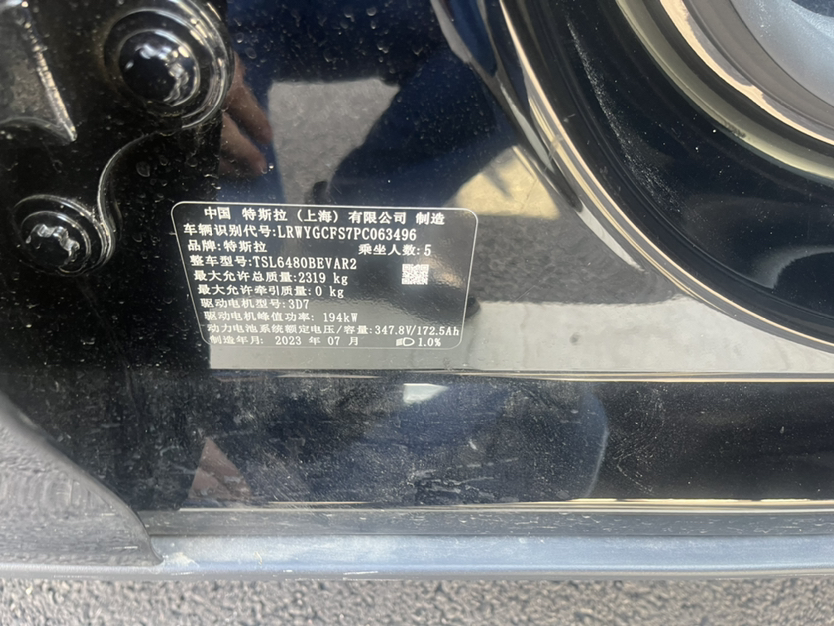 中国 特斯拉（上海）有限公司 制造
车辆识别代号:LRWYGCFS7PC063496
品牌:特斯拉 乘坐人数:5
整车型号:TSL6480BEVAR2
最大允许总质量:2319 kg
最大允许牵引质量:0 kg
驱动电机型号:3D7
驱动电机峰值功率: 194kW
动力电池系统额定电压/容量:347.8V/172.5Ah
制造年月: 2023 年 07 月 1.0%